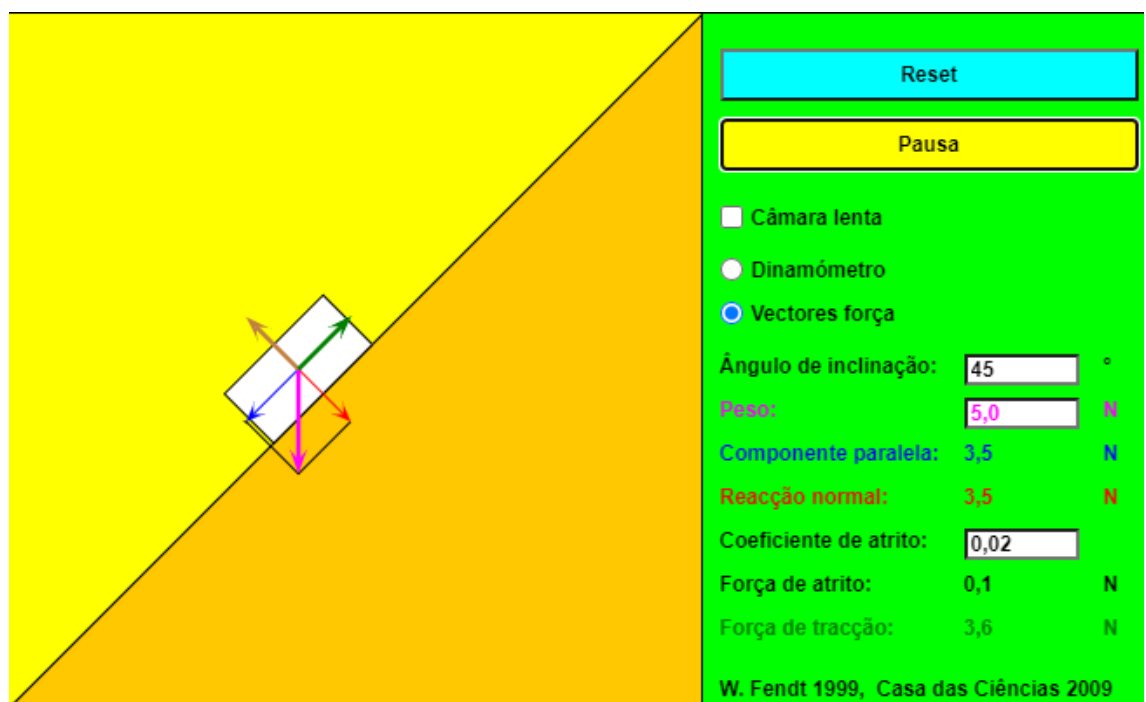 Reset
Pausa
Câmara lenta
Dinamómetro
Vectores força
Ângulo de inclinação: 45 °
Peso: 5,0 N
Componente paralela: 3,5 N
Reacção normal: 3,5 N
Coeficiente de atrito: 0,02
Força de atrito: 0,1 N
Força de tracção: 3,6 N
W. Fendt 1999, Casa das Ciências 2009